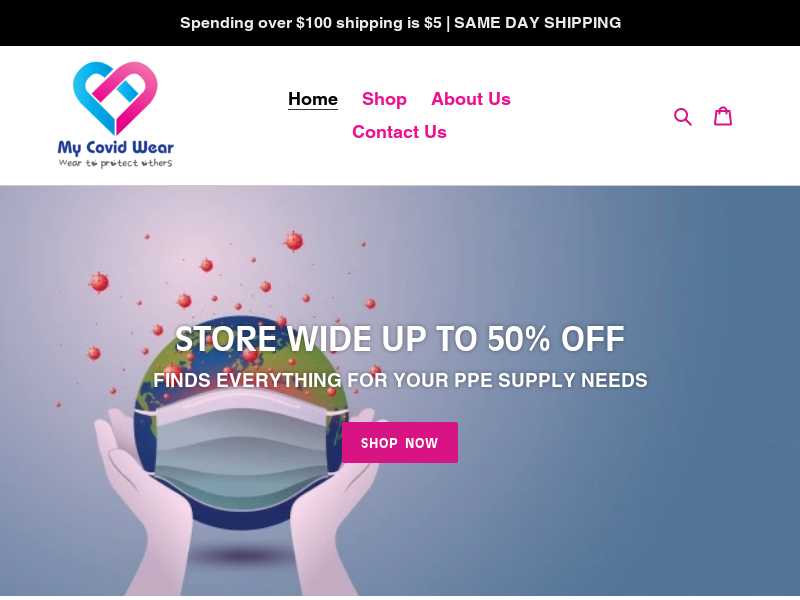 Spending over $100 shipping is $5 | SAME DAY SHIPPING
My Covid Wear
Wear to protect others
Home Shop About Us
Contact Us
STORE WIDE UP TO 50% OFF
FINDS EVERYTHING FOR YOUR PPE SUPPLY NEEDS
SHOP NOW